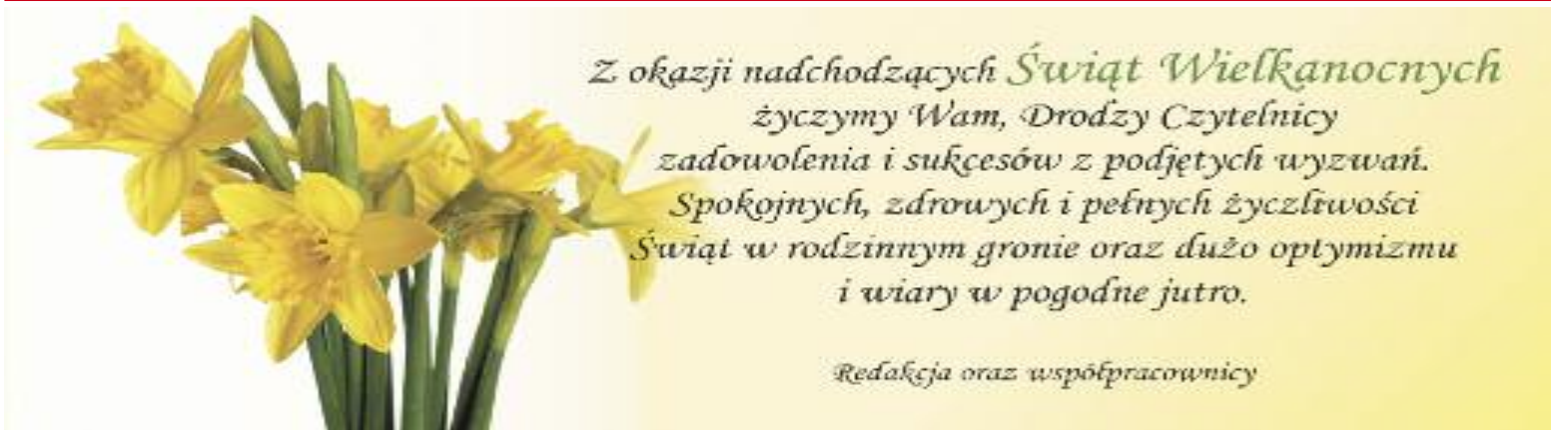 Z okazji nadchodzących Świąt Wielkanocnych
życzymy Wam, Drodzy Czytelnicy
zadowolenia i sukcesów z podjętych wyzwań.
Spokojnych, zdrowych i pełnych życzliwości
Świąt w rodzinnym gronie oraz dużo optymizmu
i wiary w pogodne jutro.
Redakcja oraz współpracownicy